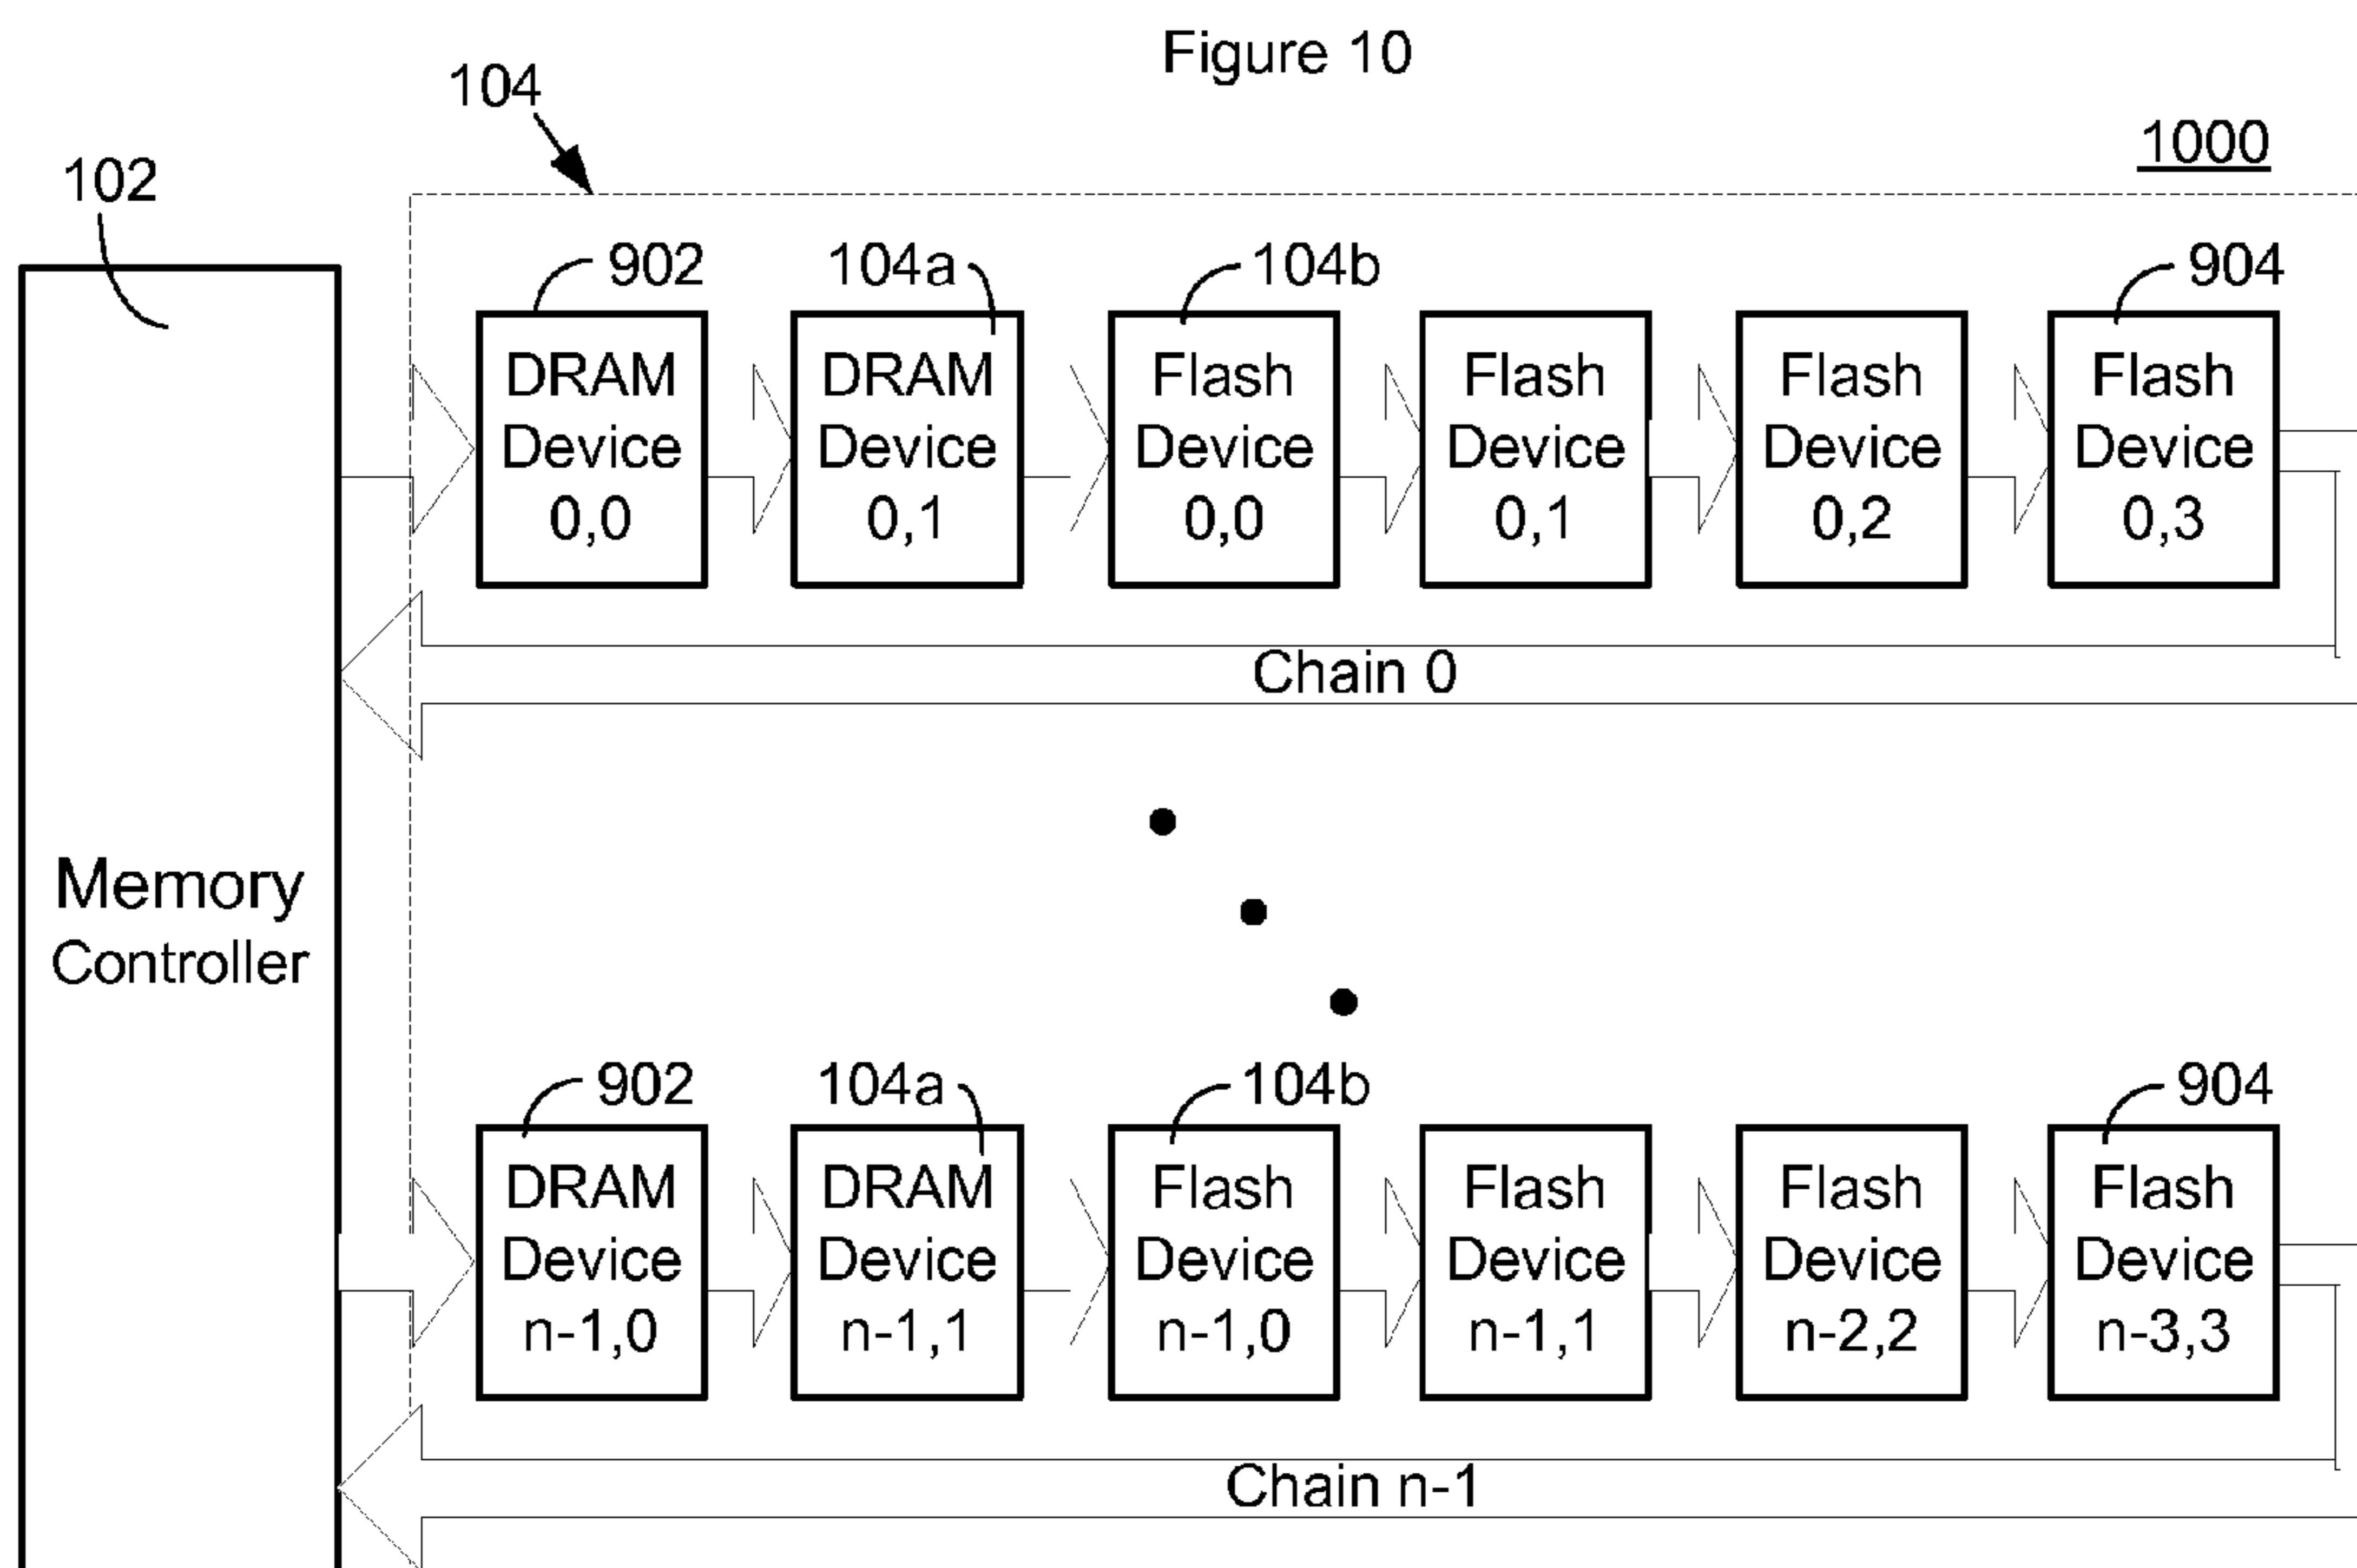 Figure 10
104
1000
102
902
104a
104b
904
DRAM
Device
0,0
DRAM
Device
0,1
Flash
Device
0,0
Flash
Device
0,1
Flash
Device
0,2
Flash
Device
0,3
Chain 0
Memory
Controller
902
104a
104b
904
DRAM
Device
n-1,0
DRAM
Device
n-1,1
Flash
Device
n-1,0
Flash
Device
n-1,1
Flash
Device
n-2,2
Flash
Device
n-3,3
Chain n-1